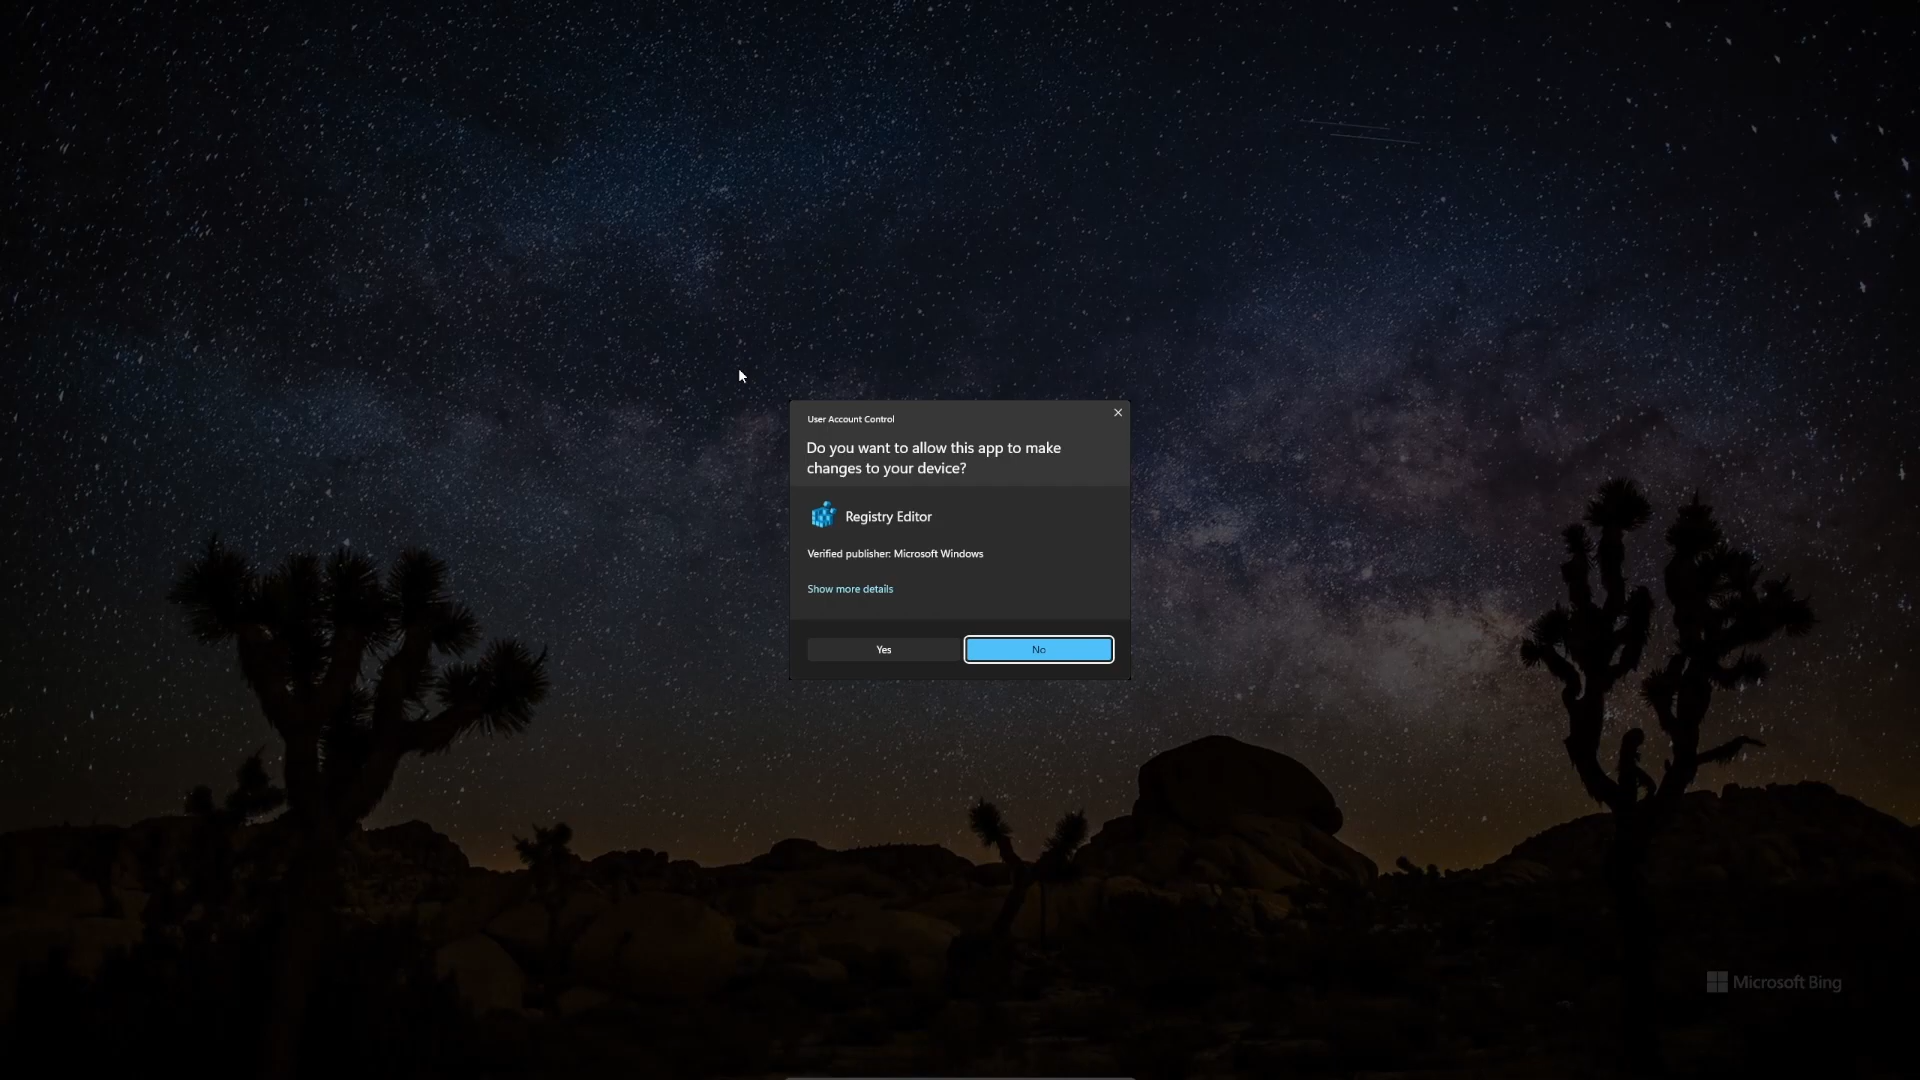 User Account Control
Do you want to allow this app to make
changes to your device?
Registry Editor
Verified publisher: Microsoft Windows
Show more details
Yes
No
Microsoft Bing